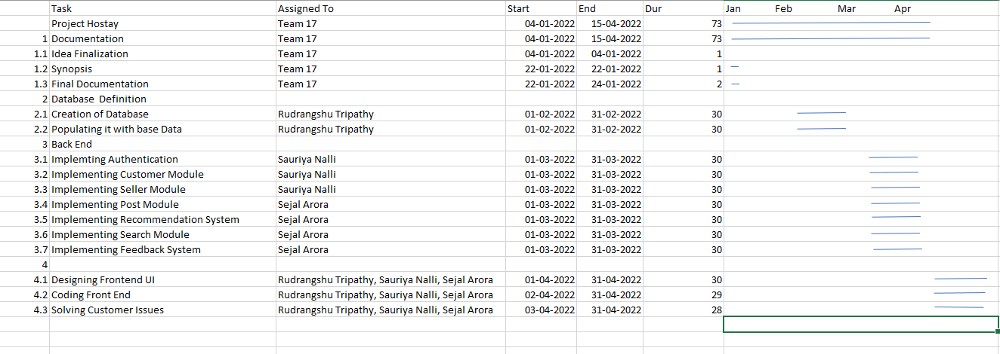 Task Assigned To Start End Dur Jan Feb Mar Apr
Project Hostay Team 17 04-01-2022 15-04-2022 73
1 Documentation Team 17 04-01-2022 15-04-2022 73
1.1 Idea Finalization Team 17 04-01-2022 04-01-2022 1
1.2 Synopsis Team 17 22-01-2022 22-01-2022 1
1.3 Final Documentation Team 17 22-01-2022 24-01-2022 2
2 Database Definition
2.1 Creation of Database Rudrangshu Tripathy 01-02-2022 31-02-2022 30
2.2 Populating it with base Data Rudrangshu Tripathy 01-02-2022 31-02-2022 30
3 Back End
3.1 Implemting Authentication Sauriya Nalli 01-03-2022 31-03-2022 30
3.2 Implementing Customer Module Sauriya Nalli 01-03-2022 31-03-2022 30
3.3 Implementing Seller Module Sauriya Nalli 01-03-2022 31-03-2022 30
3.4 Implementing Post Module Sejal Arora 01-03-2022 31-03-2022 30
3.5 Implementing Recommendation System Sejal Arora 01-03-2022 31-03-2022 30
3.6 Implementing Search Module Sejal Arora 01-03-2022 31-03-2022 30
3.7 Implementing Feedback System Sejal Arora 01-03-2022 31-03-2022 30
4
4.1 Designing Frontend UI Rudrangshu Tripathy, Sauriya Nalli, Sejal Arora 01-04-2022 31-04-2022 30
4.2 Coding Front End Rudrangshu Tripathy, Sauriya Nalli, Sejal Arora 02-04-2022 31-04-2022 29
4.3 Solving Customer Issues Rudrangshu Tripathy, Sauriya Nalli, Sejal Arora 03-04-2022 31-04-2022 28